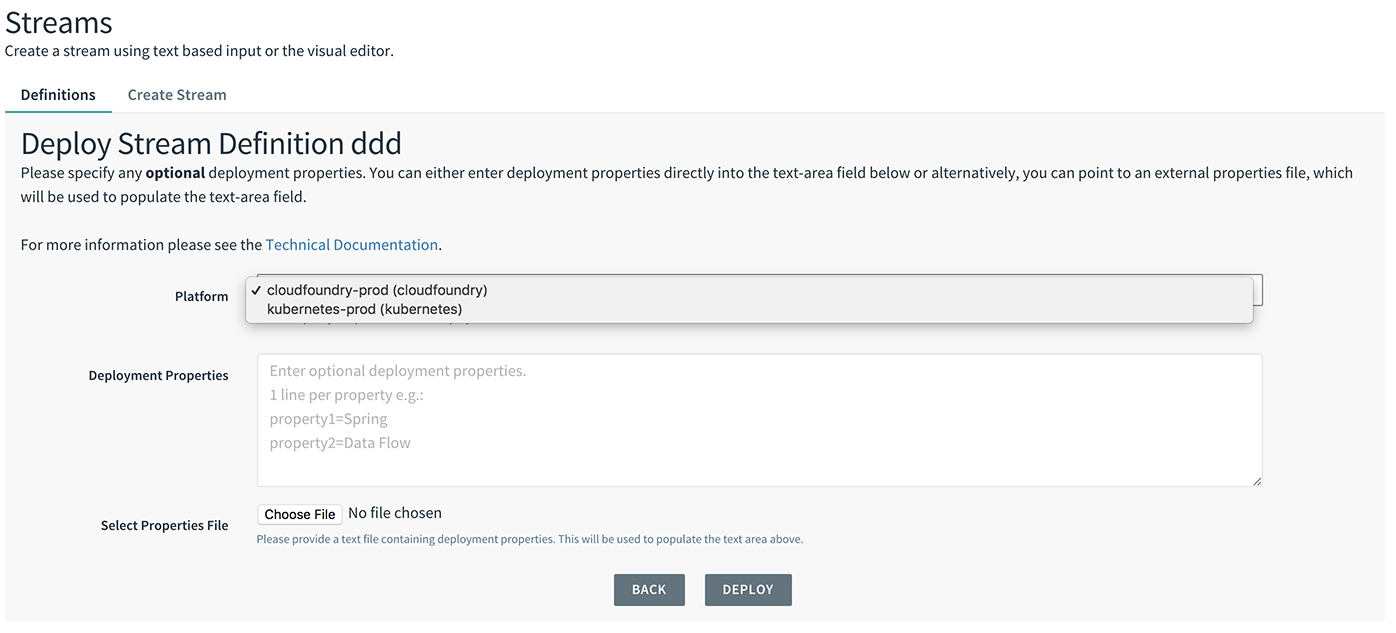 Streams
Create a stream using text based input or the visual editor.
Definitions Create Stream
Deploy Stream Definition ddd
Please specify any optional deployment properties. You can either enter deployment properties directly into the text-area field below or alternatively, you can point to an external properties file, which
will be used to populate the text-area field.
For more information please see the Technical Documentation.
Platform
✓ cloudfoundry-prod (cloudfoundry)
kubernetes-prod (kubernetes)
Deployment Properties
Enter optional deployment properties.
1 line per property e.g.:
property1=Spring
property2=Data Flow
Select Properties File
Choose File No file chosen
Please provide a text file containing deployment properties. This will be used to populate the text area above.
BACK DEPLOY